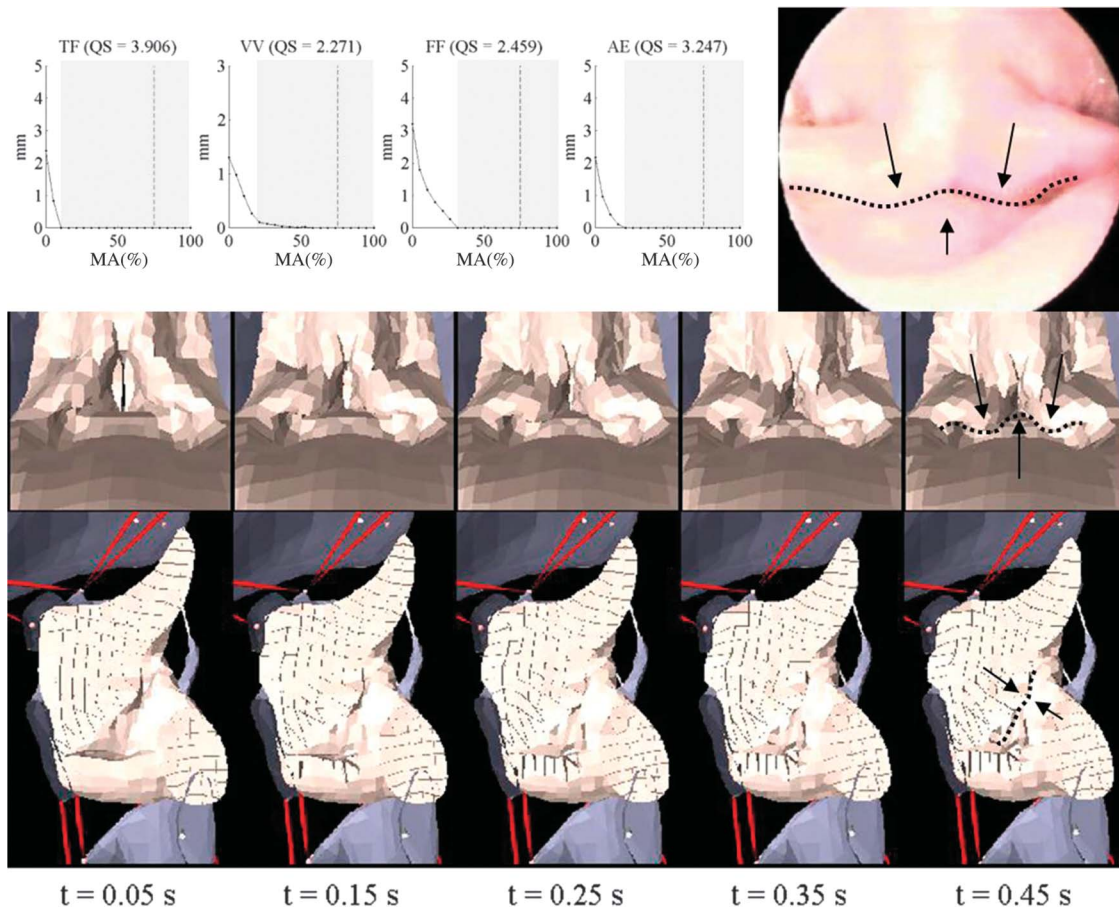 TF (QS = 3.906)
5
4
3
2
1
0
mm
0
50
100
MA(%)
VV (QS = 2.271)
3
2
1
0
mm
0
50
100
MA(%)
FF (QS = 2.459)
5
4
3
2
1
0
mm
0
50
100
MA(%)
AE (QS = 3.247)
5
4
3
2
1
0
mm
0
50
100
MA(%)
t = 0.05 s
t = 0.15 s
t = 0.25 s
t = 0.35 s
t = 0.45 s